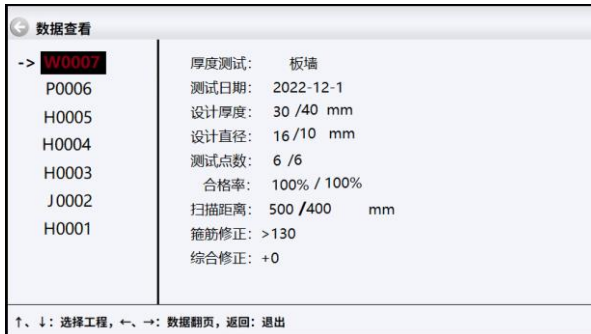 数据查看
-> W0007
P0006
H0005
H0004
H0003
J0002
H0001
厚度测试： 板墙
测试日期： 2022-12-1
设计厚度： 30 /40 mm
设计直径： 16/10 mm
测试点数： 6 /6
合格率： 100% / 100%
扫描距离： 500 /400 mm
箍筋修正：>130
综合修正：+0
↑、↓：选择工程，←、→：数据翻页，返回：退出